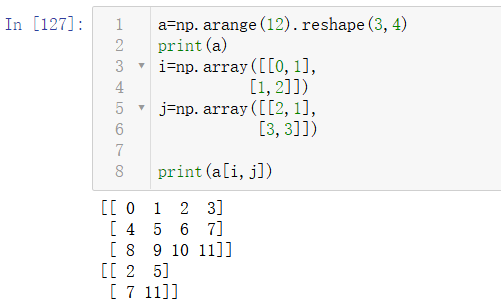 In [127]:
1 a=np.arange(12).reshape(3,4)
2 print(a)
3 i=np.array([[0,1],
4             [1,2]])
5 j=np.array([[2,1],
6              [3,3]])
7
8 print(a[i,j])
[[ 0  1  2  3]
 [ 4  5  6  7]
 [ 8  9 10 11]]
[[ 2  5]
 [ 7 11]]